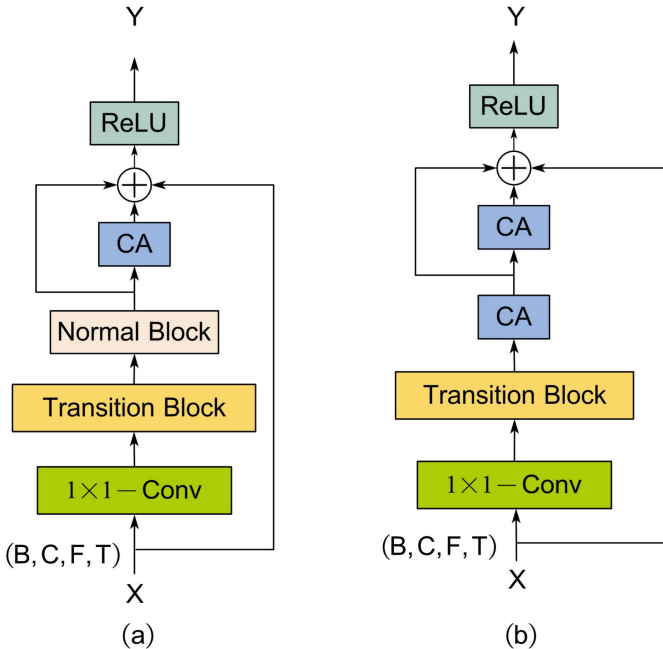 Y
ReLU
CA
Normal Block
Transition Block
1×1−Conv
(B, C, F, T)
X
(a)
Y
ReLU
CA
CA
Transition Block
1×1−Conv
(B, C, F, T)
X
(b)